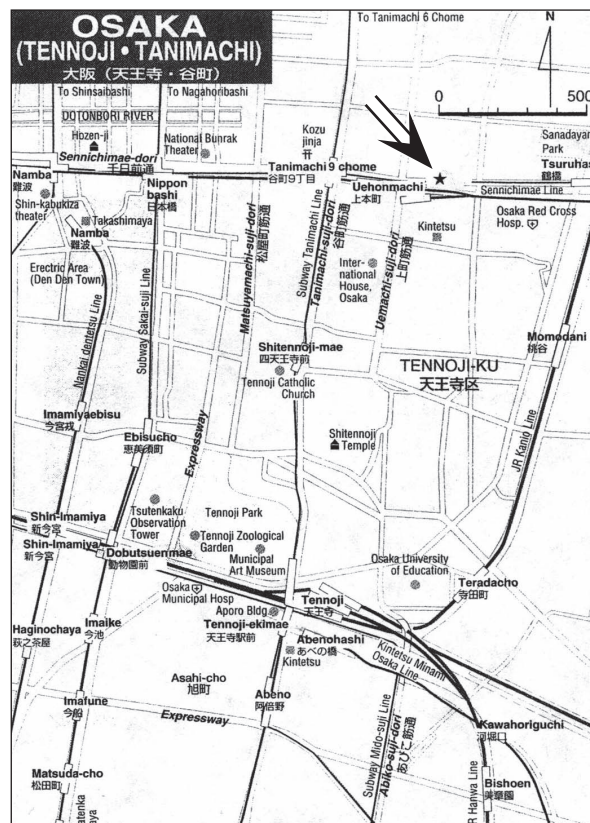 OSAKA
(TENNOJI • TANIMACHI)
大阪（天王寺・谷町）
To Tanimachi 6 Chome
N
0 500
To Shinsaibashi
To Nagahoribashi
DOTONBORI RIVER
Hozen-ji
National Bunrak
Theater
Kozu
jinja
Sanadayar
Park
Sennichimae-dori
千日前通
Tanimachi 9 chome
谷町9丁目
Tsuruhas
鶴橋
Namba
難波
Nippon
bashi
日本橋
Uehonmachi
上本町
Sennichimae Line
Shin-kabukiza
theater
Takashimaya
Namba
難波
Kintetsu
Osaka Red Cross
Hosp.
Erectric Area
(Den Den Town)
Matsuyamachi-suji-dori
松屋町筋通
Subway Tanimachi Line
Tanimachi-suji-dori
谷町筋通
Inter-
national
House,
Osaka
Uemachi-suji-dori
上町筋通
Nankai dentetsu Line
Subway Sakai-suji Line
Momodani
桃谷
Shitennoji-mae
四天王寺前
TENNOJI-KU
天王寺区
Tennoji Catholic
Church
Imamiyaebisu
今宮戎
Ebisucho
恵美須町
Expressway
Shitennoji
Temple
JR Kanjo Line
Tsutenkaku
Observation
Tower
Tennoji Park
Shin-Imamiya
新今宮
Tennoji Zoological
Garden
Shin-Imamiya
新今宮
Dobutsuenmae
動物園前
Municipal
Art Museum
Osaka University
of Education
Teradacho
寺田町
Osaka
Municipal Hosp
Tennoji
天王寺
Aporo Bldg.
Tennoji-ekimae
天王寺駅前
Haginochaya
萩之茶屋
Imaike
今池
Abenohashi
あべの橋
Kintetsu
Kintetsu Minami
Osaka Line
Asahi-cho
旭町
Abeno
阿倍野
Imafune
今船
Expressway
Subway Mido-suji Line
Abiko-suji-dori
あびこ筋通
Kawahoriguchi
河堀口
Matsuda-cho
松田町
Bishoen
美章園
JR Hanwa Line